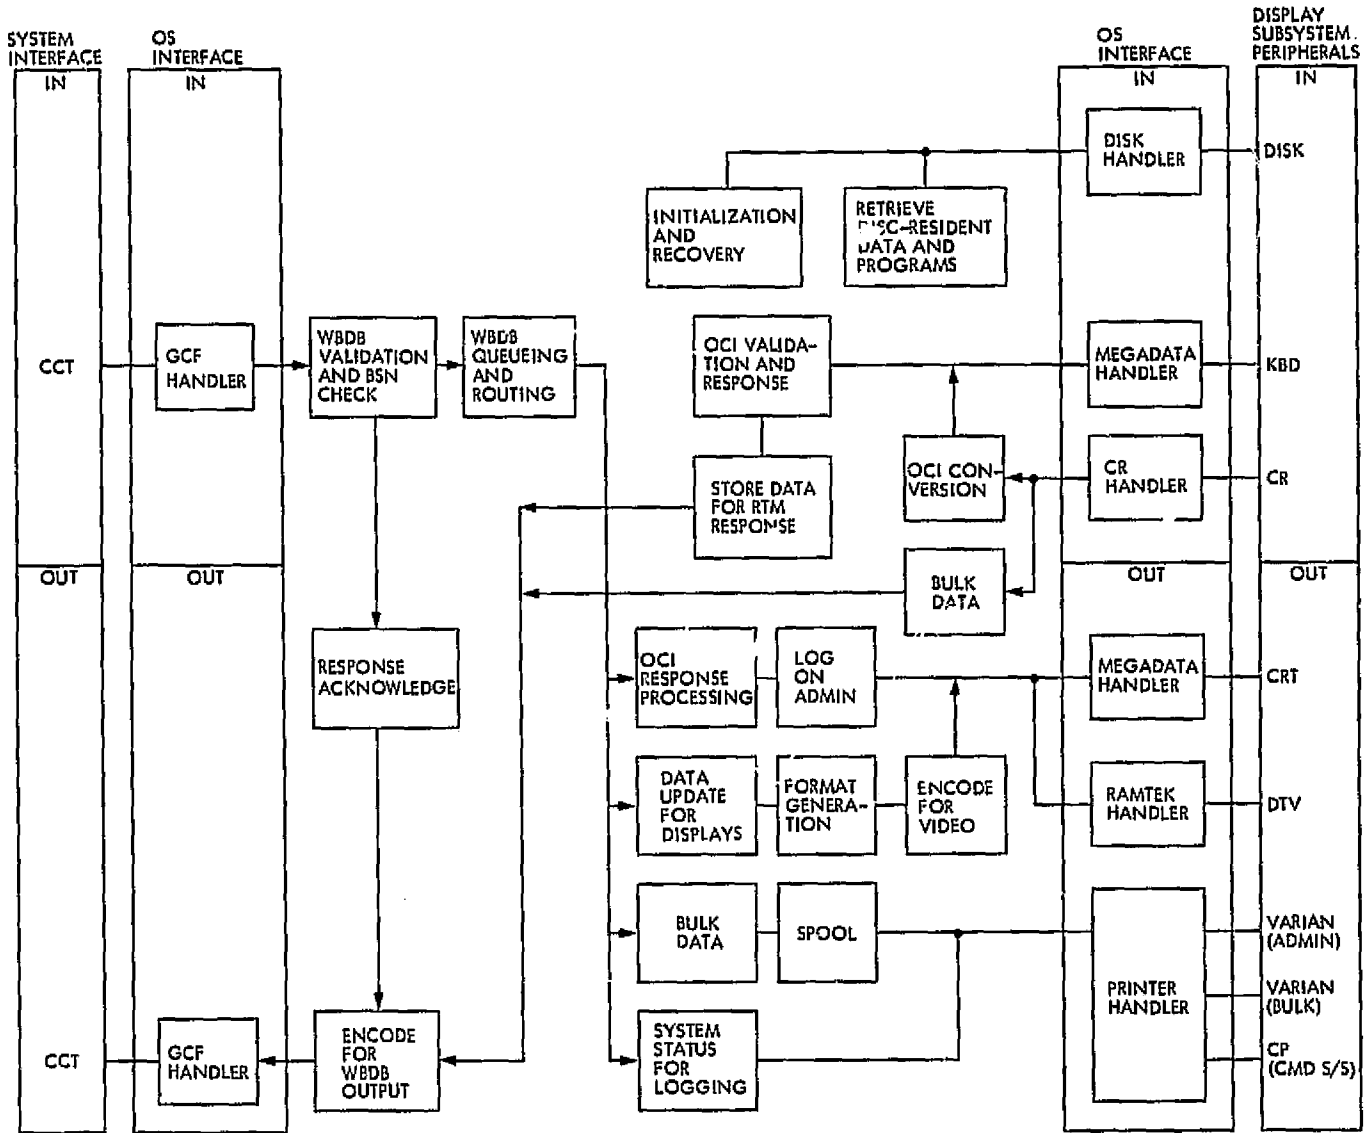 SYSTEM
INTERFACE
IN
OS
INTERFACE
IN
OS
INTERFACE
IN
DISPLAY
SUBSYSTEM
PERIPHERALS
IN
DISK
HANDLER
DISK
INITIALIZATION
AND
RECOVERY
RETRIEVE
DATA AND
PROGRAMS
CCT
GCF
HANDLER
WBDB
VALIDATION
AND BSN
CHECK
WBDB
QUEUEING
AND
ROUTING
OCI VALIDA-
TION AND
RESPONSE
MEGADATA
HANDLER
KBD
STORE DATA
FOR RTM
RESPONSE
OCI CON-
VERSION
CR
HANDLER
CR
OUT
OUT
OUT
OUT
BULK
DATA
RESPONSE
ACKNOWLEDGE
OCI
RESPONSE
PROCESSING
LOG
ON
ADMIN
MEGADATA
HANDLER
CRT
DATA
UPDATE
FOR
DISPLAYS
FORMAT
GENERA-
TION
ENCODE
FOR
VIDEO
RAMTEK
HANDLER
DTV
BULK
DATA
SPOOL
PRINTER
HANDLER
VARIAN
(ADMIN)
VARIAN
(BULK)
CP
(CMD S/S)
CCT
GCF
HANDLER
ENCODE
FOR
WBDB
OUTPUT
SYSTEM
STATUS
FOR
LOGGING